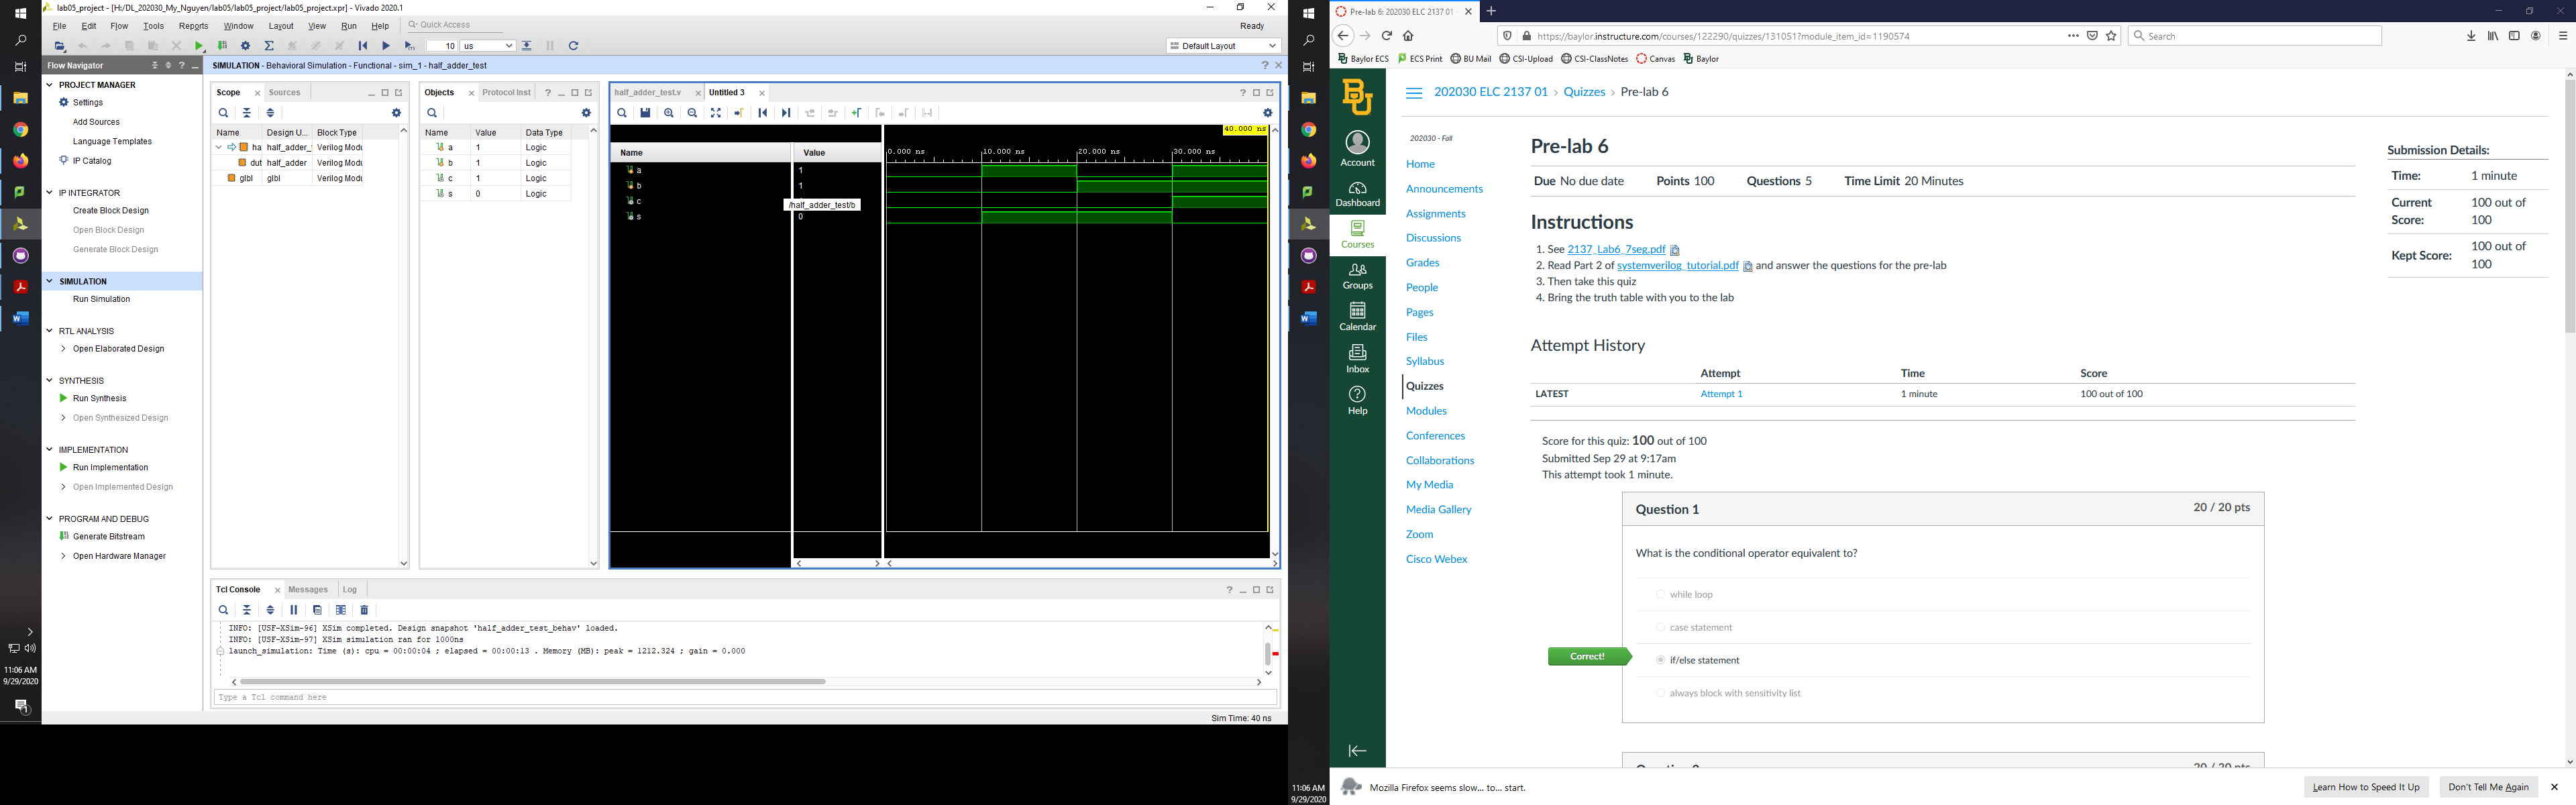 lab05_project - [H:/DL_202030_My_Nguyen/lab05/lab05_project/lab05_project.xpr] - Vivado 2020.1
File Edit Flow Tools Reports Window Layout View Run Help Quick Access
Ready
10 us
Default Layout
Flow Navigator
PROJECT MANAGER
Settings
Add Sources
Language Templates
IP Catalog
IP INTEGRATOR
Create Block Design
Open Block Design
Generate Block Design
SIMULATION
Run Simulation
RTL ANALYSIS
Open Elaborated Design
SYNTHESIS
Run Synthesis
Open Synthesized Design
IMPLEMENTATION
Run Implementation
Open Implemented Design
PROGRAM AND DEBUG
Generate Bitstream
Open Hardware Manager
SIMULATION - Behavioral Simulation - Functional - sim_1 - half_adder_test
Scope Sources
Name Design U... Block Type
ha half_adder_ Verilog Modu
dut half_adder Verilog Modu
glbl glbl Verilog Modu
Objects Protocol Inst
Name Value Data Type
a 1 Logic
b 1 Logic
c 1 Logic
s 0 Logic
half_adder_test.v Untitled 3
40.000 ns
Name Value
0.000 ns 10.000 ns 20.000 ns 30.000 ns
a 1
b 1
c
/half_adder_test/b
s 0
Tcl Console Messages Log
INFO: [USF-XSim-96] XSim completed. Design snapshot 'half_adder_test_behav' loaded.
INFO: [USF-XSim-97] XSim simulation ran for 1000ns
launch_simulation: Time (s): cpu = 00:00:04 ; elapsed = 00:00:13 . Memory (MB): peak = 1212.324 ; gain = 0.000
Type a Tcl command here
Sim Time: 40 ns
11:06 AM
9/29/2020
1
Pre-lab 6: 202030 ELC 2137 01 -
https://baylor.instructure.com/courses/122290/quizzes/131051?module_item_id=1190574
Search
Baylor ECS ECS Print BU Mail CSI-Upload CSI-ClassNotes Canvas Baylor
Account
Dashboard
Courses
Groups
Calendar
Inbox
Help
202030 ELC 2137 01 › Quizzes › Pre-lab 6
202030 - Fall
Home
Announcements
Assignments
Discussions
Grades
People
Pages
Files
Syllabus
Quizzes
Modules
Conferences
Collaborations
My Media
Media Gallery
Zoom
Cisco Webex
Pre-lab 6
Due No due date Points 100 Questions 5 Time Limit 20 Minutes
Instructions
1. See 2137_Lab6_7seg.pdf
2. Read Part 2 of systemverilog_tutorial.pdf and answer the questions for the pre-lab
3. Then take this quiz
4. Bring the truth table with you to the lab
Attempt History
Attempt Time Score
LATEST Attempt 1 1 minute 100 out of 100
Score for this quiz: 100 out of 100
Submitted Sep 29 at 9:17am
This attempt took 1 minute.
Question 1 20 / 20 pts
What is the conditional operator equivalent to?
while loop
case statement
Correct! if/else statement
always block with sensitivity list
20 / 20 pts
Submission Details:
Time: 1 minute
Current Score: 100 out of 100
Kept Score: 100 out of 100
Mozilla Firefox seems slow... to... start.
Learn How to Speed It Up Don't Tell Me Again
11:06 AM
9/29/2020